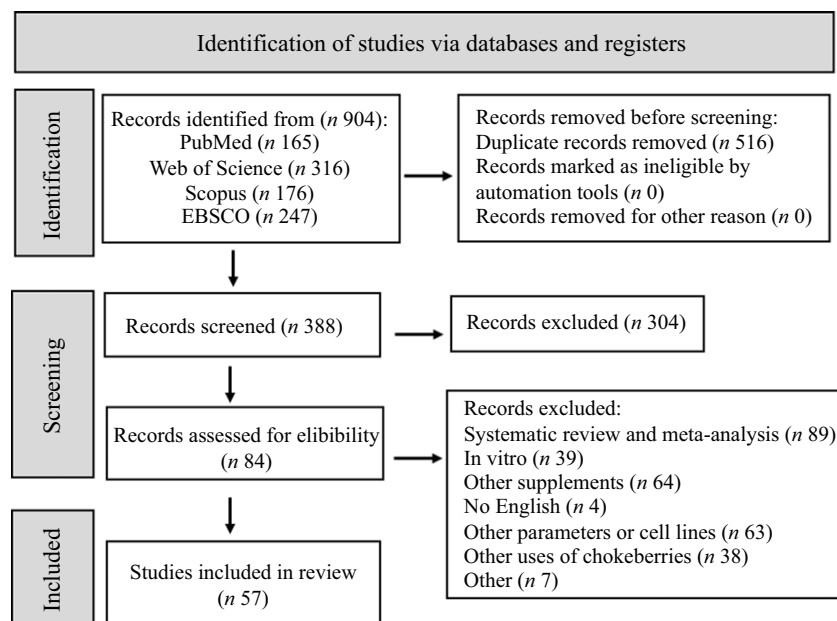 Identification of studies via databases and registers
Identification
Records identified from (n 904):
PubMed (n 165)
Web of Science (n 316)
Scopus (n 176)
EBSCO (n 247)
Records removed before screening:
Duplicate records removed (n 516)
Records marked as ineligible by
automation tools (n 0)
Records removed for other reason (n 0)
Screening
Records screened (n 388)
Records excluded (n 304)
Records assessed for elibibility
(n 84)
Records excluded:
Systematic review and meta-analysis (n 89)
In vitro (n 39)
Other supplements (n 64)
No English (n 4)
Other parameters or cell lines (n 63)
Other uses of chokeberries (n 38)
Other (n 7)
Included
Studies included in review
(n 57)